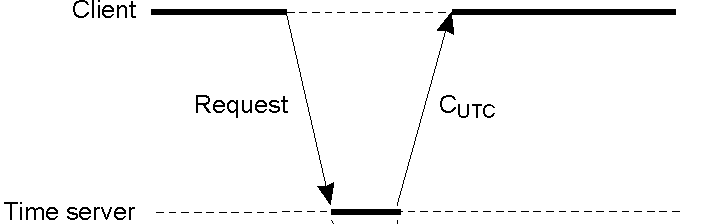 Client
Request
C_UTC
Time server